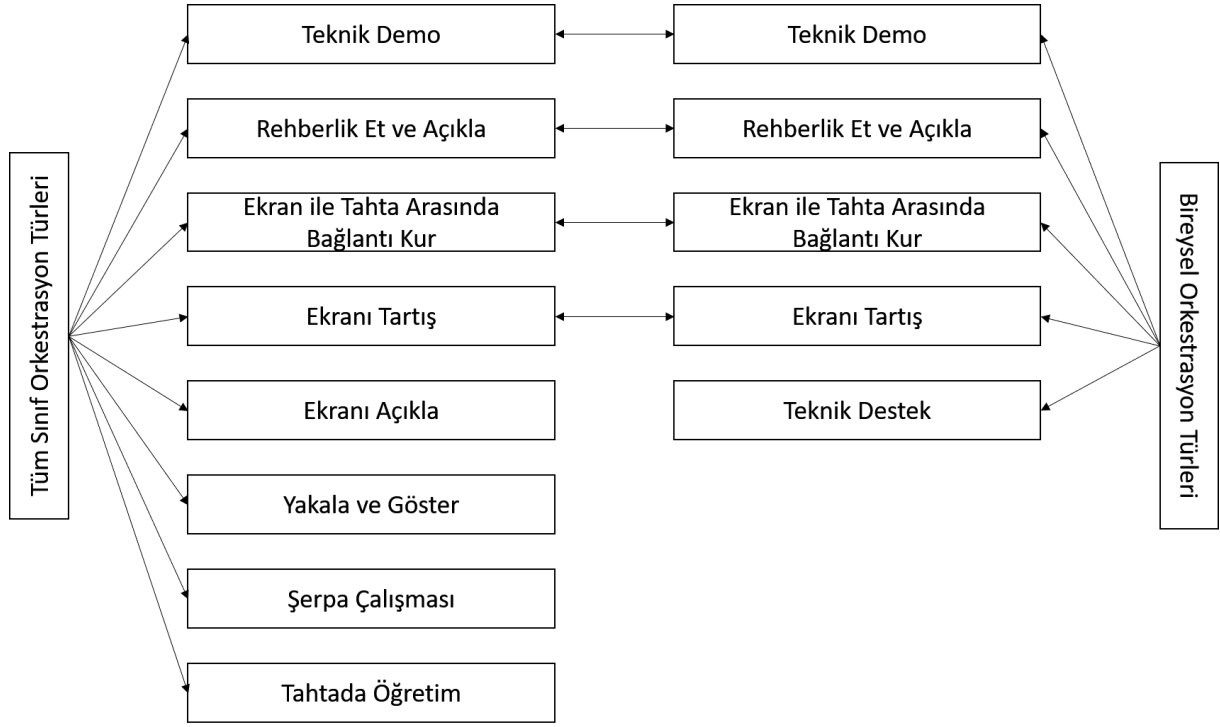 Tüm Sınıf Orkestrasyon Türleri
Teknik Demo
Rehberlik Et ve Açıkla
Ekran ile Tahta Arasında
Bağlantı Kur
Ekranı Tartış
Ekranı Açıkla
Yakala ve Göster
Şerpa Çalışması
Tahtada Öğretim
Teknik Demo
Rehberlik Et ve Açıkla
Ekran ile Tahta Arasında
Bağlantı Kur
Ekranı Tartış
Teknik Destek
Bireysel Orkestrasyon Türleri